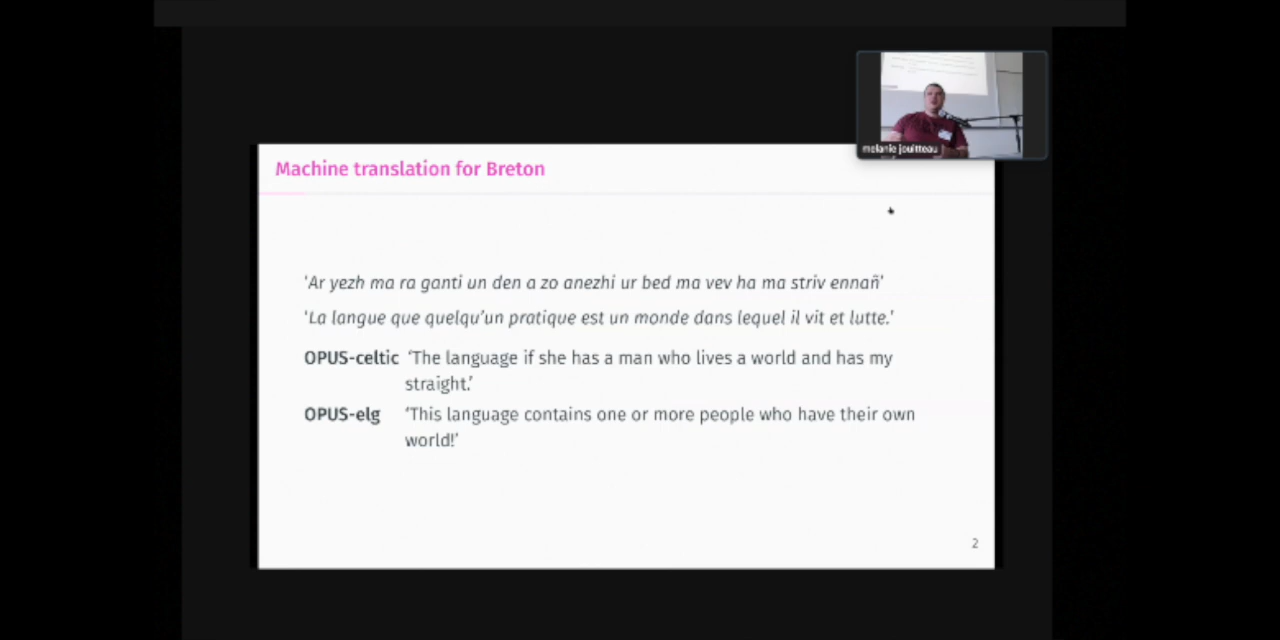 melanie jouitteau
Machine translation for Breton
‘Ar yezh ma ra ganti un den a zo anezhi ur bed ma vev ha ma striv ennañ’
‘La langue que quelqu’un pratique est un monde dans lequel il vit et lutte.’
OPUS-celtic ‘The language if she has a man who lives a world and has my
straight.’
OPUS-elg ‘This language contains one or more people who have their own
world!’
2